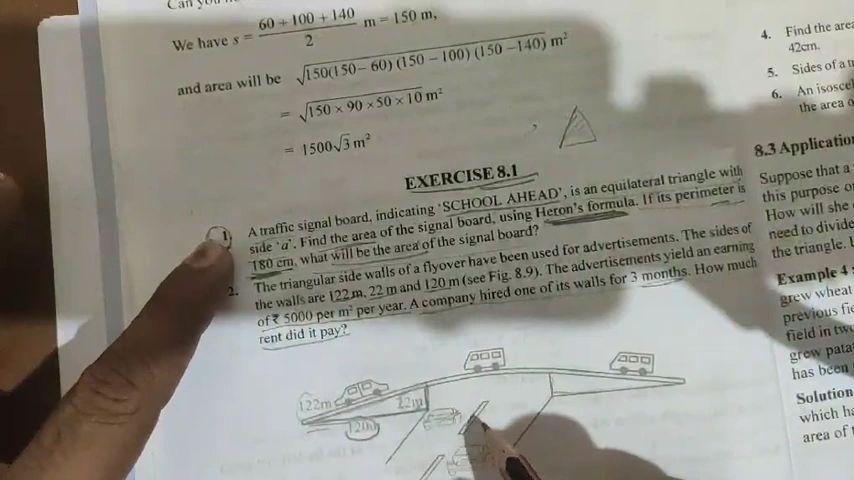 Can you
We have s = (60 + 100 + 140)/2 m = 150 m,
and area will be √150(150 – 60) (150 – 100) (150 – 140) m²
= √150 × 90 × 50 × 10 m²
= 1500√3 m²
EXERCISE 8.1
1. A traffic signal board, indicating 'SCHOOL AHEAD', is an equilateral triangle with
side 'a'. Find the area of the signal board, using Heron's formula. If its perimeter is
180 cm, what will be the area of the signal board?
2. The triangular side walls of a flyover have been used for advertisements. The sides of
the walls are 122 m, 22 m and 120 m (see Fig. 8.9). The advertisements yield an earning
of ₹ 5000 per m² per year. A company hired one of its walls for 3 months. How much
rent did it pay?
122m
22m
120m
4. Find the area
42cm.
5. Sides of a
6. An
the area o
8.3
Suppose that a
this purpose
How will she
need to divide
the triangle.
Example 4
grew wheat
previous
field in
grew
has been
Solution
which
area of